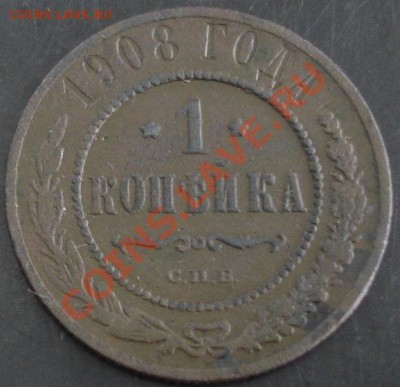 coins.lave.ru
1908 ГОДЪ
1
КОПѢЙКА
С.П.Б.
COINS.LAVE.RU